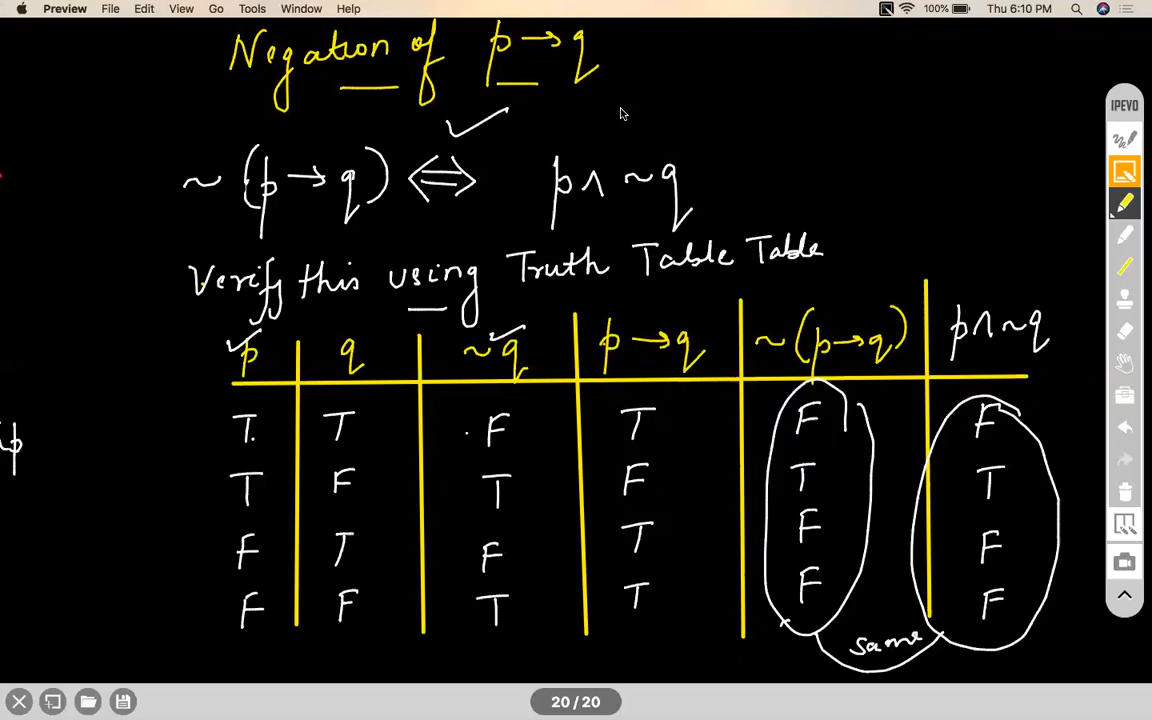 Preview File Edit View Go Tools Window Help 100% Thu 6:10 PM
Negation of p → q
IPEVO
~ (p → q) ⇔ p ∧ ~q
Verify this using Truth Table Table
p q ~q p → q ~ (p → q) p ∧ ~q
T T F T F F
T F T F T T
F T F T F F
F F T T F F
same
20 / 20